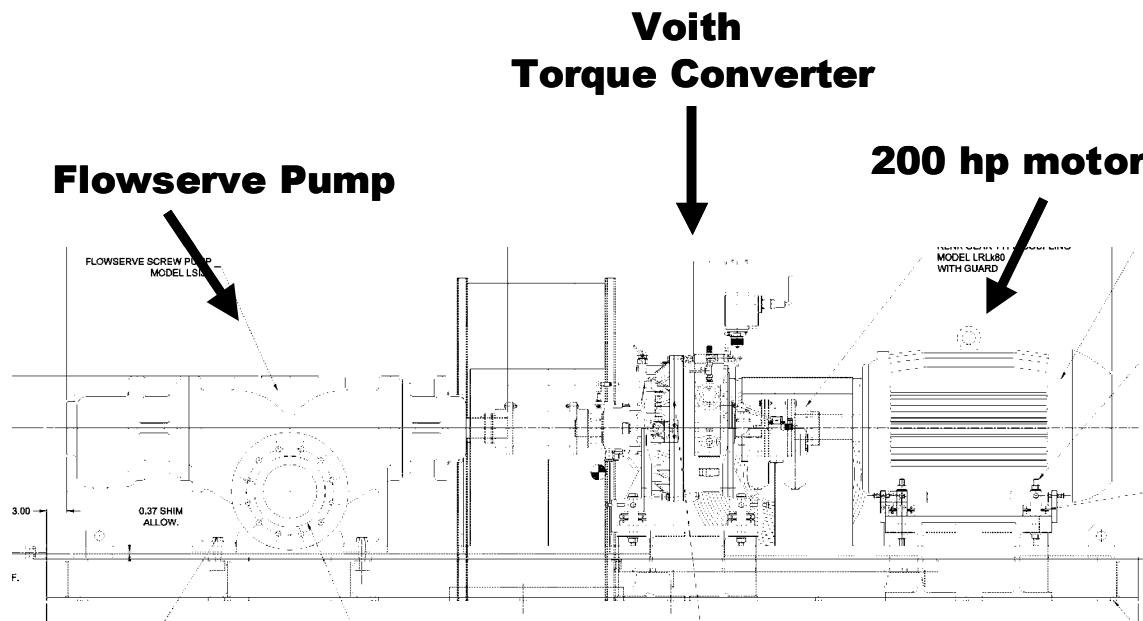 Voith
Torque Converter
200 hp motor
Flowserve Pump
FLOWSERVE SCREW PUMP
MODEL
MODEL LRLk80
WITH GUARD
3.00
0.37 SHIM
ALLOW.
F.